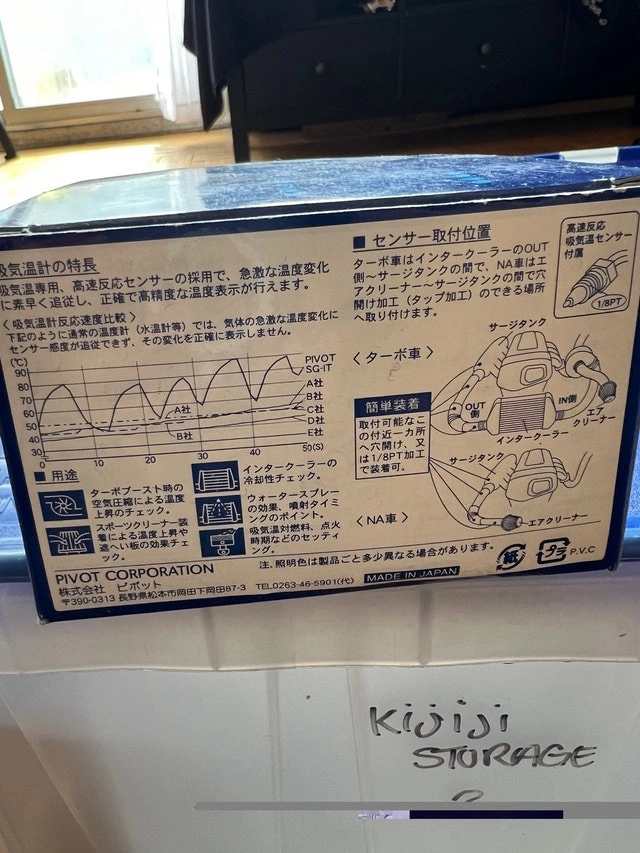 吸気温計の特長
吸気温専用、高速反応センサーの採用で、急激な温度変化
に素早く追従し、正確で高精度な温度表示が行えます。
〈 吸気温計反応速度比較 〉
下記のように通常の温度計（水温計等）では、気体の急激な温度変化に
センサー感度が追従できず、その変化を正確に表示しません。
(℃)
90
80
70
60
50
40
30
0
10
20
30
40
50(S)
PIVOT
SG-IT
A社
B社
C社
D社
E社
A社
B社
■ 用途
ターボブースト時の
空気圧縮による温度
上昇のチェック。
スポーツクリーナー装
着による温度上昇や
遮へい板の効果チェ
ック。
インタークーラーの
冷却性チェック。
ウォータースプレー
の効果、噴射タイミ
ングのポイント。
吸気温対燃料、点火
時期などのセッティ
ング。
■ センサー取付位置
ターボ車はインタークーラーのOUT
側〜サージタンクの間で、NA車はエ
アクリーナー〜サージタンクの間で穴
開け加工（タップ加工）のできる場所
へ取り付けます。
高速反応
吸気温センサー
付属
1/8PT
〈 ターボ車 〉
サージタンク
簡単装着
取付可能なこ
の付近一カ所
へ穴開け、又
は1/8PT加工
で装着可。
OUT
側
IN側
エア
クリーナー
インタークーラー
サージタンク
〈 NA車 〉
エアクリーナー
注、照明色は製品ごと多少異なる場合があります。
PIVOT CORPORATION
株式会社 ピボット
〒390-0313 長野県松本市岡田下岡田87-3 TEL0263-46-5901(代)
MADE IN JAPAN
紙
プラ
P.V.C
Kijiji
STORAGE